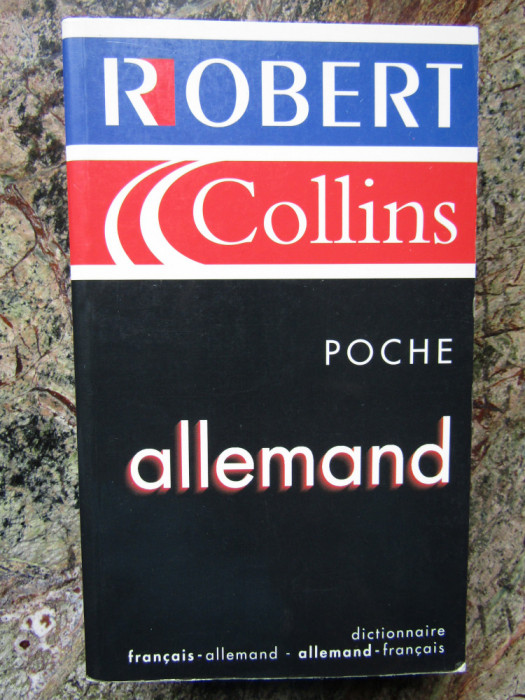 ROBERT
Collins
POCHE
allemand
dictionnaire
français-allemand - allemand-français